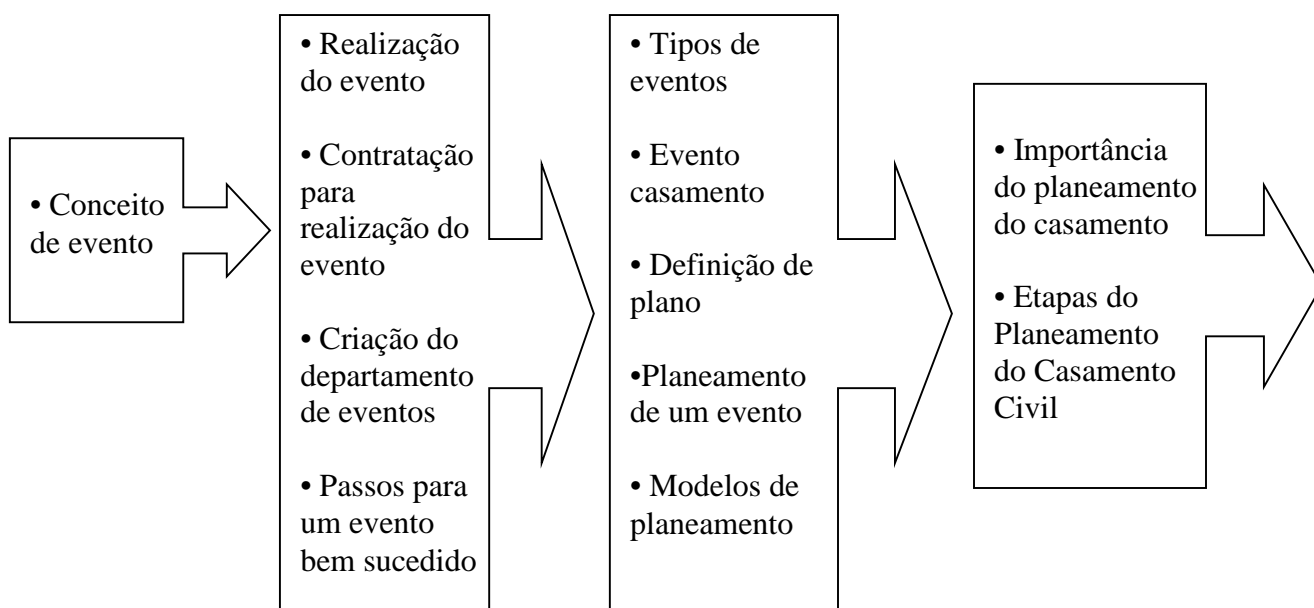 • Conceito
de evento
• Realização
do evento
• Contratação
para
realização do
evento
• Criação do
departamento
de eventos
• Passos para
um evento
bem sucedido
• Tipos de
eventos
• Evento
casamento
• Definição de
plano
•Planeamento
de um evento
• Modelos de
planeamento
• Importância
do planeamento
do casamento
• Etapas do
Planeamento
do Casamento
Civil